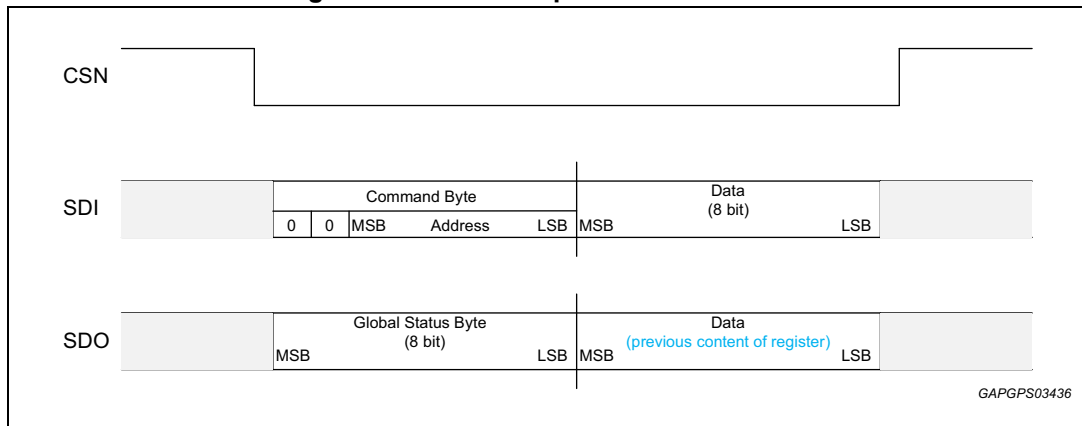 CSN
SDI
Command Byte
0 0 MSB Address LSB
Data
(8 bit)
MSB LSB
SDO
Global Status Byte
(8 bit)
MSB LSB
Data
(previous content of register)
MSB LSB
GAPGPS03436